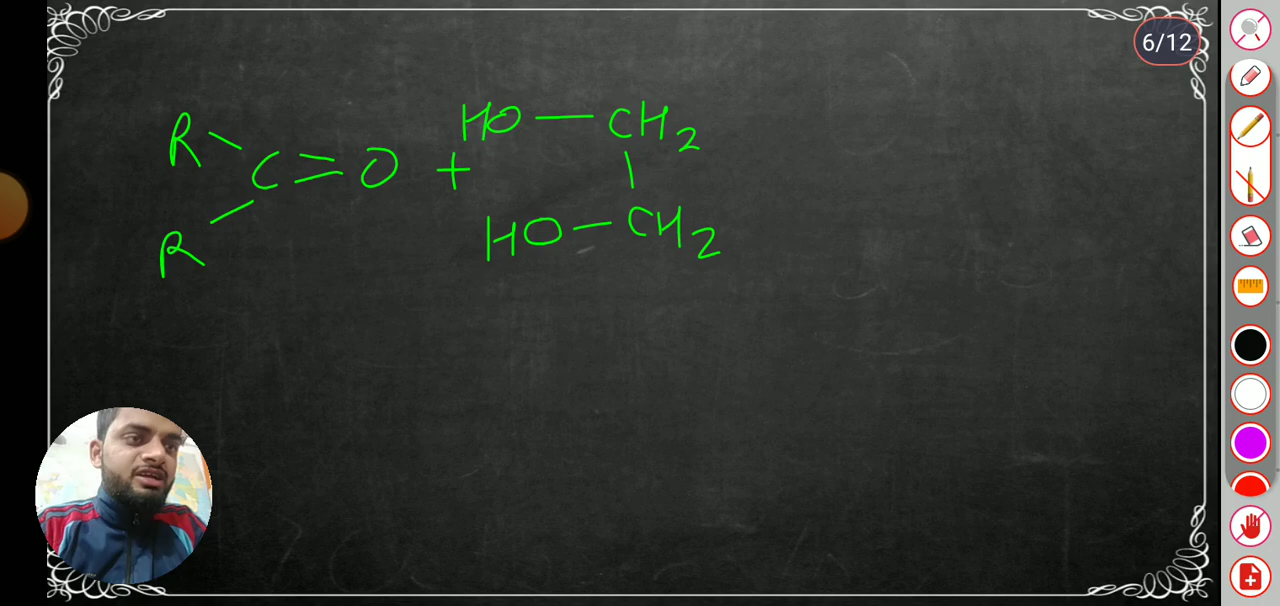 6/12
HO — CH2
R
C = O +
HO — CH2
R